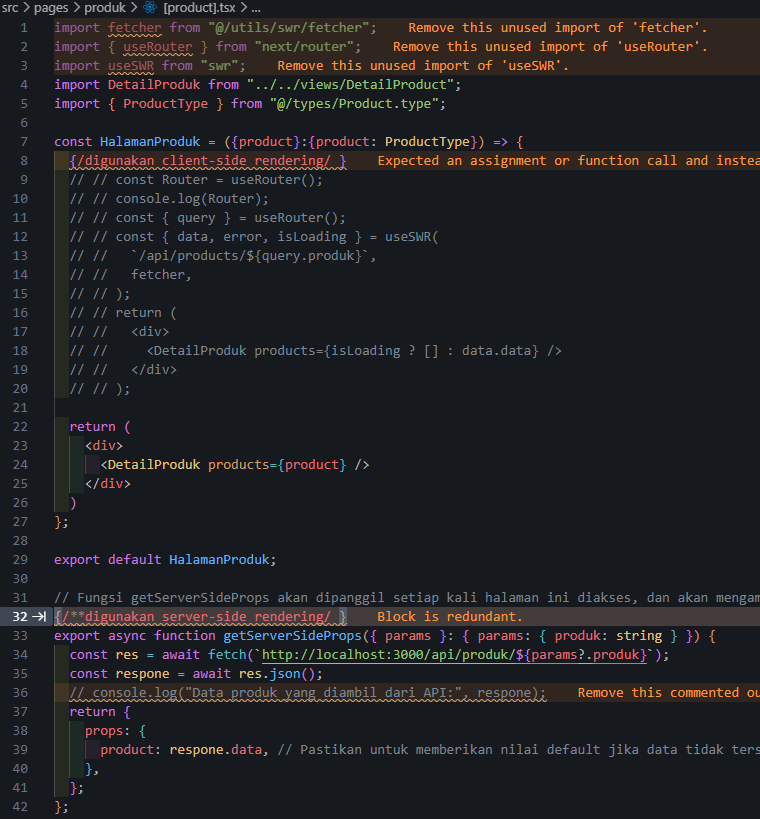 src > pages > produk > [product].tsx > ...
1 import fetcher from "@/utils/swr/fetcher"; Remove this unused import of 'fetcher'.
2 import { useRouter } from "next/router"; Remove this unused import of 'useRouter'.
3 import useSWR from "swr"; Remove this unused import of 'useSWR'.
4 import DetailProduk from "../../views/DetailProduct";
5 import { ProductType } from "@/types/Product.type";
6
7 const HalamanProduk = ({product}:{product: ProductType}) => {
8 {/digunakan client-side rendering/ } Expected an assignment or function call and instea
9 // // const Router = useRouter();
10 // // console.log(Router);
11 // // const { query } = useRouter();
12 // // const { data, error, isLoading } = useSWR(
13 // // `/api/products/${query.produk}`,
14 // // fetcher,
15 // // );
16 // // return (
17 // // <div>
18 // // <DetailProduk products={isLoading ? [] : data.data} />
19 // // </div>
20 // // );
21
22 return (
23 <div>
24 <DetailProduk products={product} />
25 </div>
26 )
27 };
28
29 export default HalamanProduk;
30
31 // Fungsi getServerSideProps akan dipanggil setiap kali halaman ini diakses, dan akan mengam
32 {/**digunakan server-side rendering/ } Block is redundant.
33 export async function getServerSideProps({ params }: { params: { produk: string } }) {
34 const res = await fetch(`http://localhost:3000/api/produk/${params?.produk}`);
35 const respone = await res.json();
36 // console.log("Data produk yang diambil dari API:", respone); Remove this commented ou
37 return {
38 props: {
39 product: respone.data, // Pastikan untuk memberikan nilai default jika data tidak ters
40 },
41 };
42 };